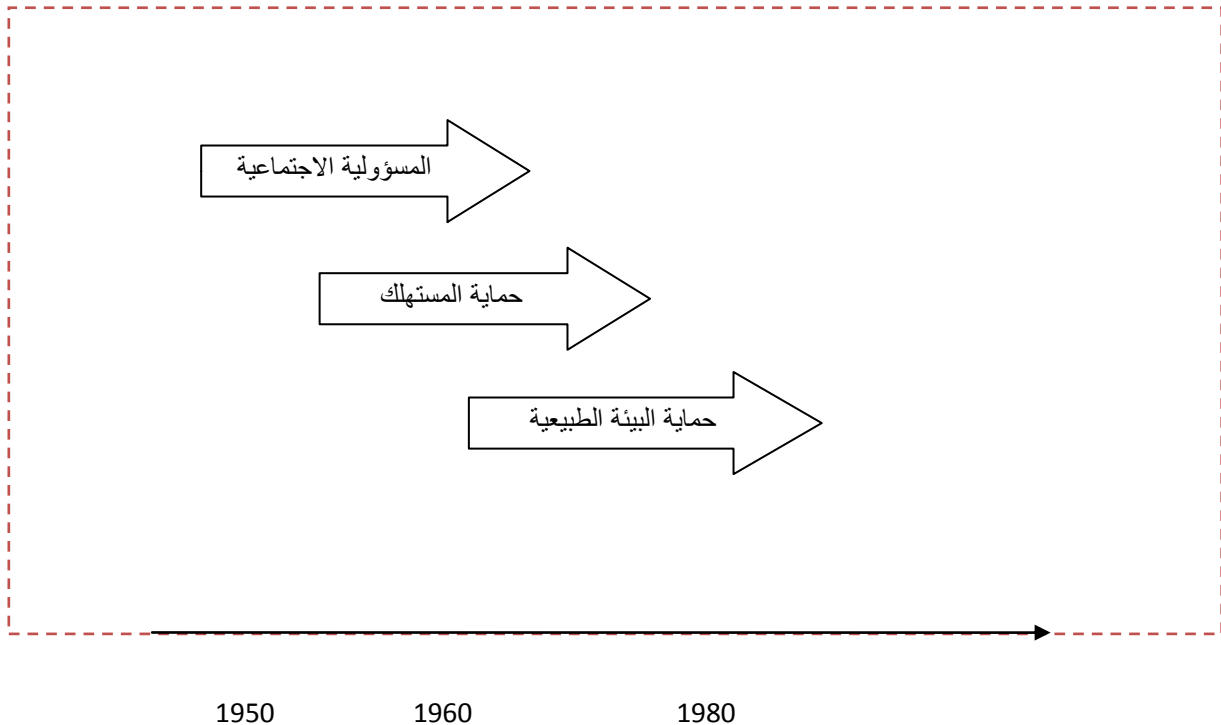 المسؤولية الاجتماعية
حماية المستهلك
حماية البيئة الطبيعية
1950 1960 1980